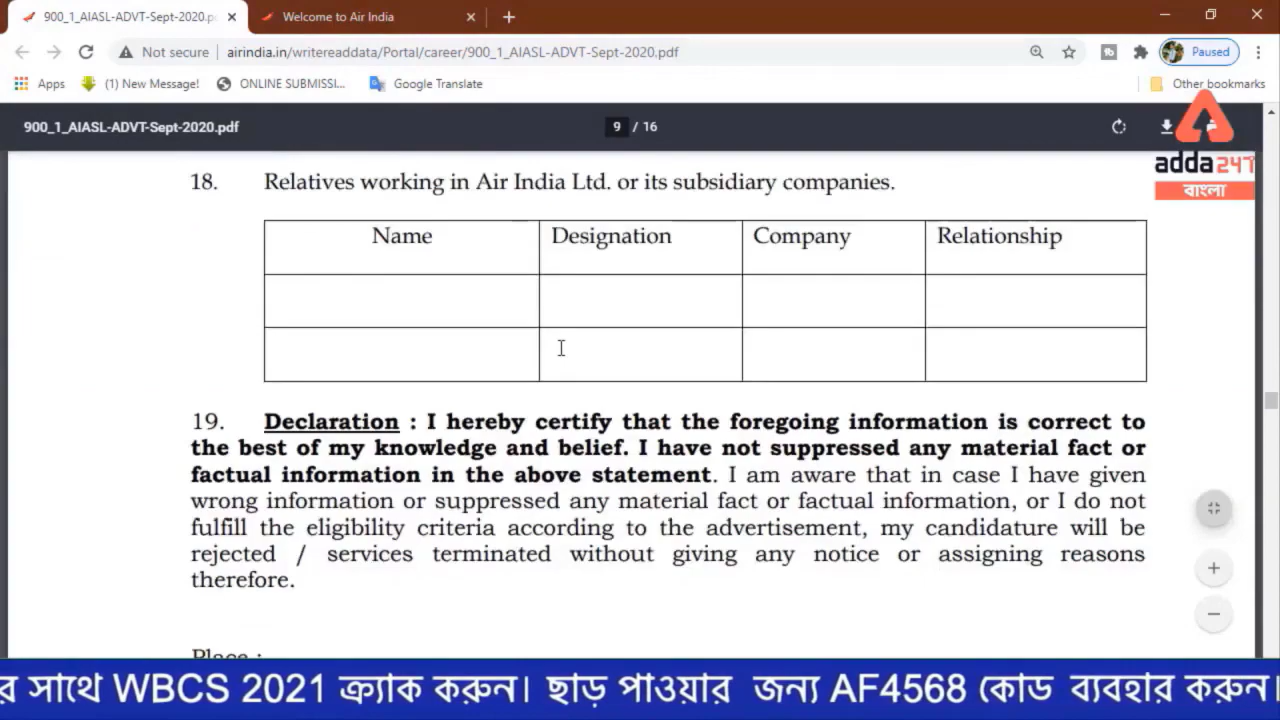 900_1_AIASL-ADVT-Sept-2020.p
Welcome to Air India
Not secure
airindia.in/writereaddata/Portal/career/900_1_AIASL-ADVT-Sept-2020.pdf
Paused
Apps
(1) New Message!
ONLINE SUBMISSI...
Google Translate
Other bookmarks
900_1_AIASL-ADVT-Sept-2020.pdf
9 / 16
adda247
বাংলা
18. Relatives working in Air India Ltd. or its subsidiary companies.
Name Designation Company Relationship
19. Declaration : I hereby certify that the foregoing information is correct to
the best of my knowledge and belief. I have not suppressed any material fact or
factual information in the above statement. I am aware that in case I have given
wrong information or suppressed any material fact or factual information, or I do not
fulfill the eligibility criteria according to the advertisement, my candidature will be
rejected / services terminated without giving any notice or assigning reasons
therefore.
Place :
র সাথে WBCS 2021 ক্র্যাক করুন। ছাড় পাওয়ার জন্য AF4568 কোড ব্যবহার করুন।